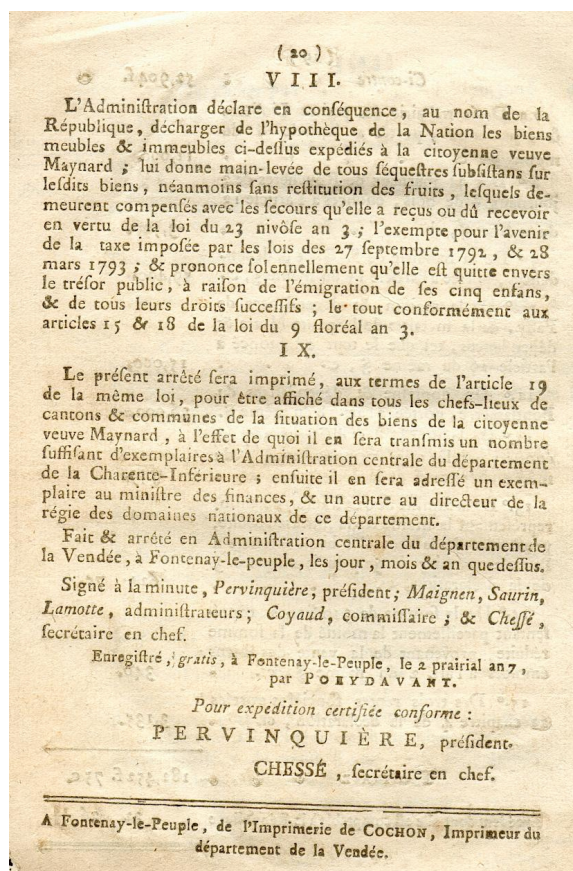 ( 20 )
V I I I.
L'Adminiſtration déclare en conſéquence, au nom de la
République, décharger de l'hypothèque de la Nation les biens
meubles & immeubles ci-deſſus expédiés à la citoyenne veuve
Maynard ; lui donne main-levée de tous ſéqueſtres ſubſiſtans ſur
leſdits biens, néanmoins ſans reſtitution des fruits, leſquels de-
meurent compenſés avec les ſecours qu'elle a reçus ou dû recevoir
en vertu de la loi du 23 nivôſe an 3 ; l'exempte pour l'avenir
de la taxe impoſée par les lois des 27 ſeptembre 1792, & 28
mars 1793 ; & prononce ſolennellement qu'elle eſt quitte envers
le tréſor public, à raiſon de l'émigration de ſes cinq enfans,
& de tous leurs droits ſucceſſifs ; le tout conformément aux
articles 15 & 18 de la loi du 9 floréal an 3.
I X.
Le préſent arrêté ſera imprimé, aux termes de l'article 19
de la même loi, pour être affiché dans tous les chefs-lieux de
cantons & communes de la ſituation des biens de la citoyenne
veuve Maynard, à l'effet de quoi il en ſera tranſmis un nombre
ſuffiſant d'exemplaires à l'Adminiſtration centrale du département
de la Charente-Inférieure ; enſuite il en ſera adreſſé un exem-
plaire au miniſtre des finances, & un autre au directeur de la
régie des domaines nationaux de ce département.
Fait & arrêté en Adminiſtration centrale du département de
la Vendée, à Fontenay-le-peuple, les jour, mois & an que deſſus.
Signé à la minute, Pervinquière, préſident; Maignen, Saurin,
Lamotte, adminiſtrateurs; Coyaud, commiſſaire ; & Cheſſé,
ſecrétaire en chef.
Enregiſtré, gratis, à Fontenay-le-Peuple, le 2 prairial an 7,
par POEYDAVANT.
Pour expédition certifiée conforme :
PERVINQUIÈRE, préſident.
CHESSÉ, ſecrétaire en chef.
A Fontenay-le-Peuple, de l'Imprimerie de COCHON, Imprimeur du
département de la Vendée.